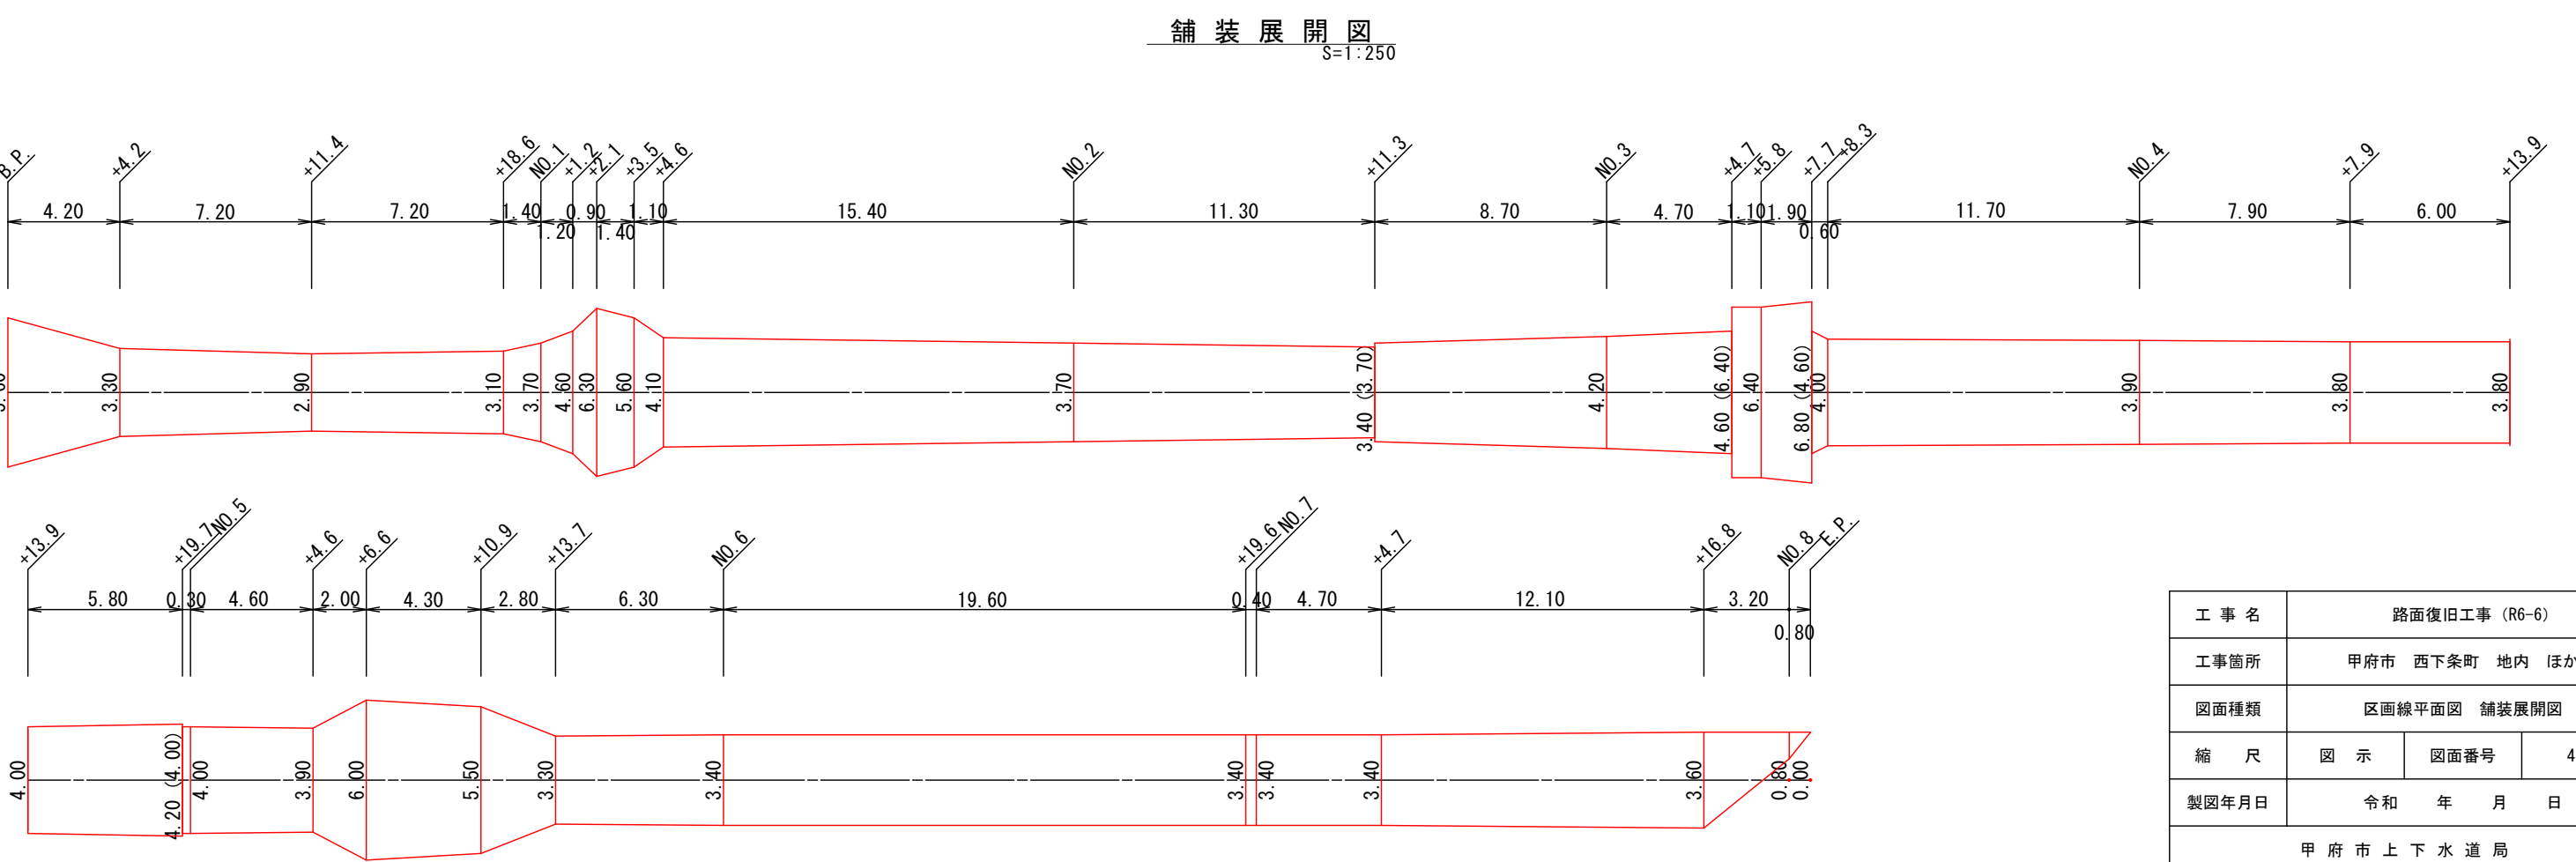 舗装展開図
S=1:250
B.P. +4.2 +11.4 +18.6 NO.1 +1.2 +2.1 +3.5 +4.6 NO.2 +11.3 NO.3 +4.7 +5.8 +7.7 +8.3 NO.4 +7.9 +13.9
4.20 7.20 7.20 1.40 0.90 1.10 15.40 11.30 8.70 4.70 1.10 1.90 11.70 7.90 6.00
1.20 1.40 0.60
3.30 2.90 3.10 3.70 4.60 6.30 5.60 4.10 3.70 3.40 (3.70) 4.20 4.60 (6.40) 6.40 6.80 (4.60) 4.00 3.90 3.80 3.80
+13.9 +19.7 NO.5 +4.6 +6.6 +10.9 +13.7 NO.6 +19.6 NO.7 +4.7 +16.8 NO.8 E.P.
5.80 0.30 4.60 2.00 4.30 2.80 6.30 19.60 0.40 4.70 12.10 3.20
0.80
4.00 4.20 (4.00) 4.00 3.90 6.00 5.50 3.30 3.40 3.40 3.40 3.40 3.60 0.80 0.00
工事名 路面復旧工事（R6-6）
工事箇所 甲府市 西下条町 地内 ほか
図面種類 区画線平面図 舗装展開図
縮尺 図示 図面番号 4
製図年月日 令和 年 月 日
甲府市上下水道局